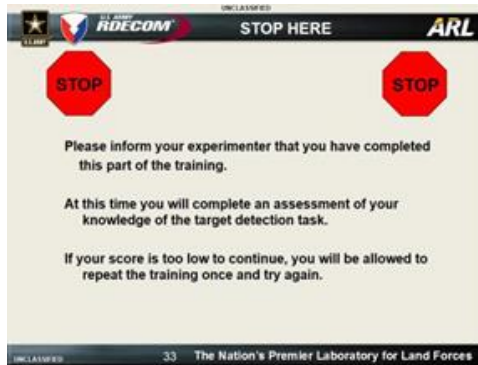 UNCLASSIFIED
U.S. ARMY
RDECOM
STOP HERE
ARL
U.S. ARMY
STOP
STOP
Please inform your experimenter that you have completed
this part of the training.
At this time you will complete an assessment of your
knowledge of the target detection task.
If your score is too low to continue, you will be allowed to
repeat the training once and try again.
UNCLASSIFIED
33
The Nation's Premier Laboratory for Land Forces